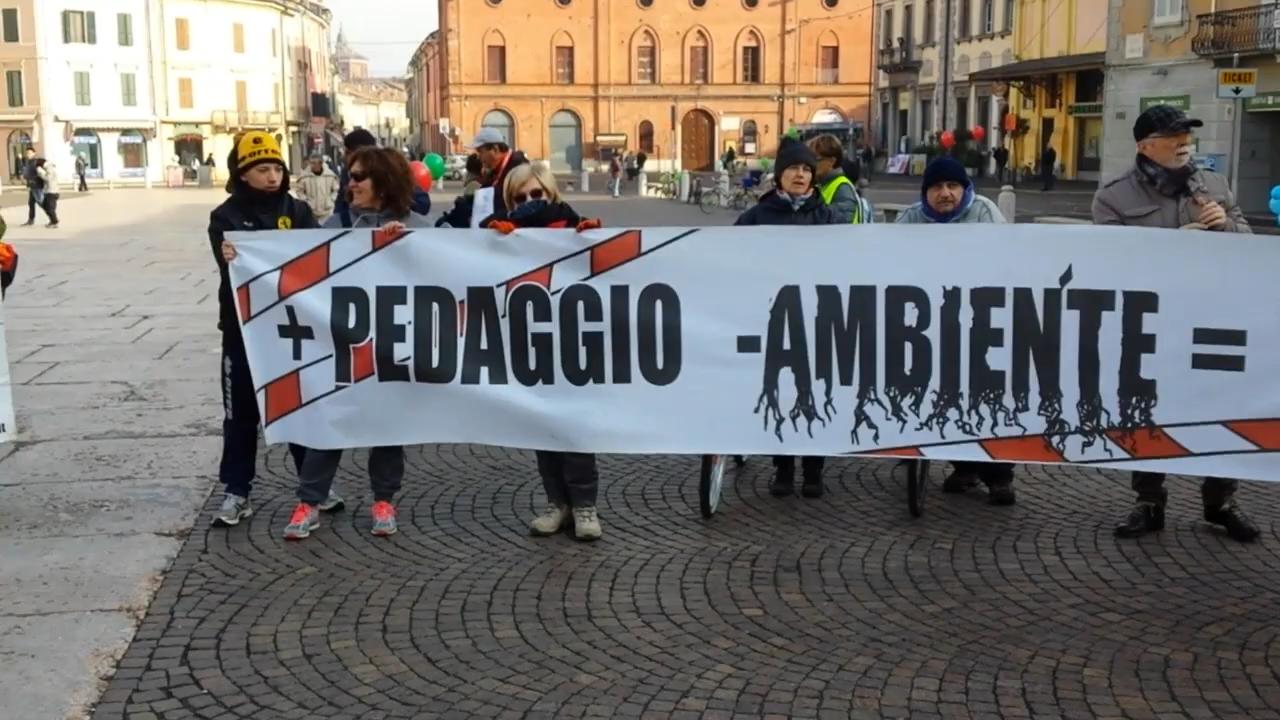 TICKET
+ PEDAGGIO -AMBIENTE =